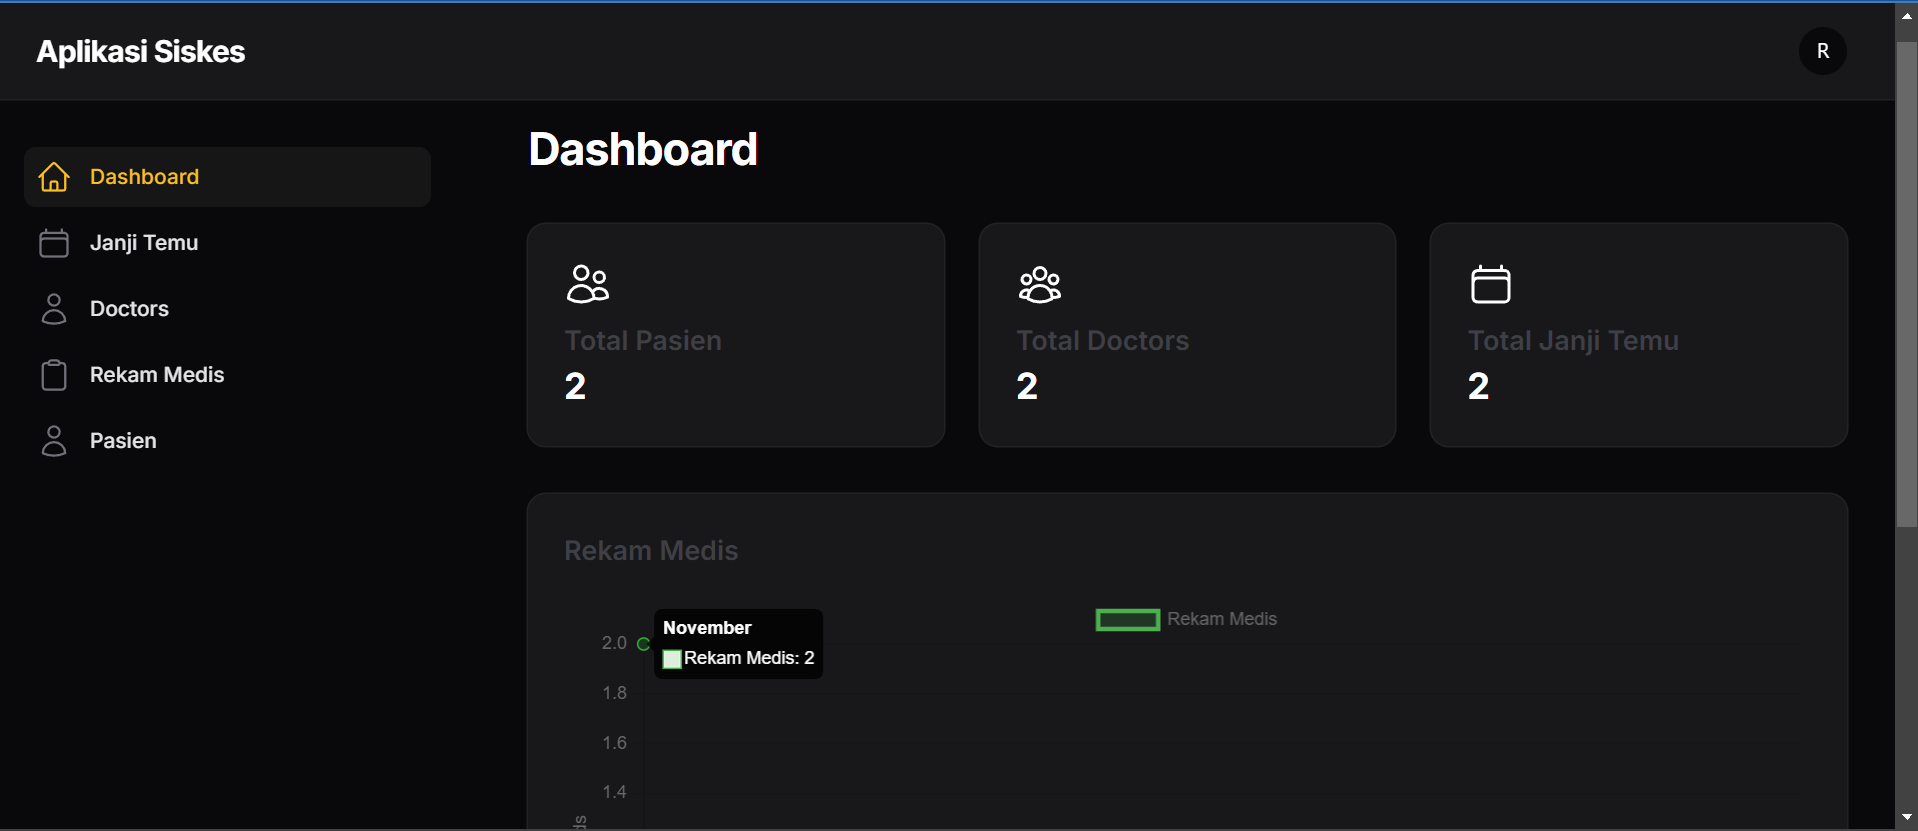 Aplikasi Siskes
R
Dashboard
Janji Temu
Doctors
Rekam Medis
Pasien
Dashboard
Total Pasien
2
Total Doctors
2
Total Janji Temu
2
Rekam Medis
Rekam Medis
November
Rekam Medis: 2
2.0
1.8
1.6
1.4